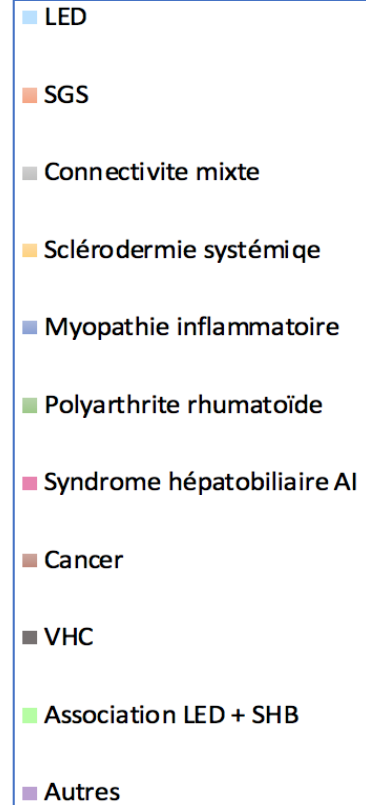 LED
SGS
Connectivite mixte
Sclérodermie systémiqe
Myopathie inflammatoire
Polyarthrite rhumatoïde
Syndrome hépatobiliaire AI
Cancer
VHC
Association LED + SHB
Autres